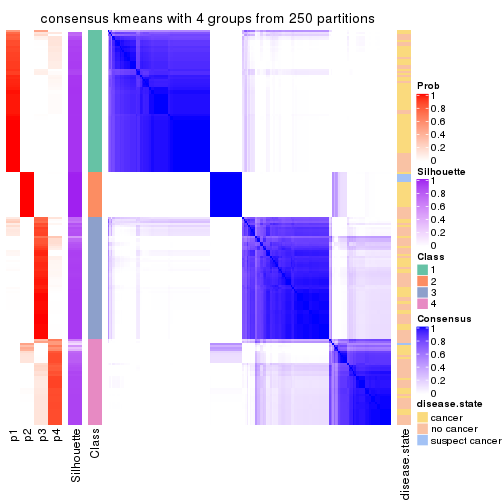 consensus kmeans with 4 groups from 250 partitions
Prob
1
0.8
0.6
0.4
0.2
0
Silhouette
1
0.8
0.6
0.4
0.2
0
Class
1
2
3
4
Consensus
1
0.8
0.6
0.4
0.2
0
disease.state
cancer
no cancer
suspect cancer
p1
p2
p3
p4
Silhouette
Class
disease.state